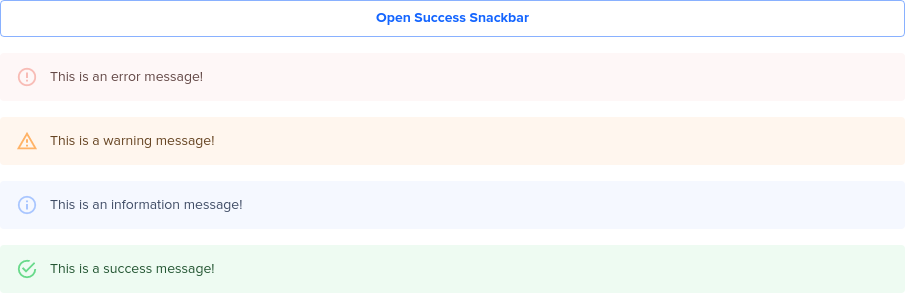 Open Success Snackbar
This is an error message!
This is a warning message!
This is an information message!
This is a success message!